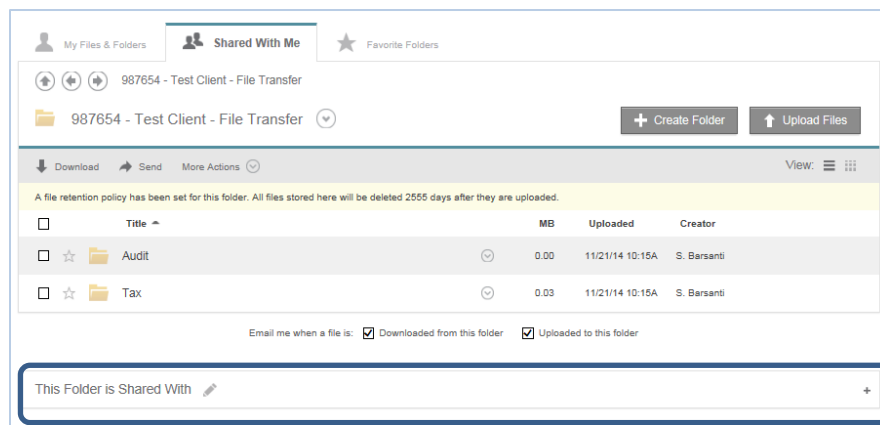 My Files & Folders Shared With Me Favorite Folders
987654 - Test Client - File Transfer
987654 - Test Client - File Transfer Create Folder Upload Files
Download Send More Actions View:
A file retention policy has been set for this folder. All files stored here will be deleted 2555 days after they are uploaded.
Title MB Uploaded Creator
Audit 0.00 11/21/14 10:15A S. Barsanti
Tax 0.03 11/21/14 10:15A S. Barsanti
Email me when a file is: Downloaded from this folder Uploaded to this folder
This Folder is Shared With +